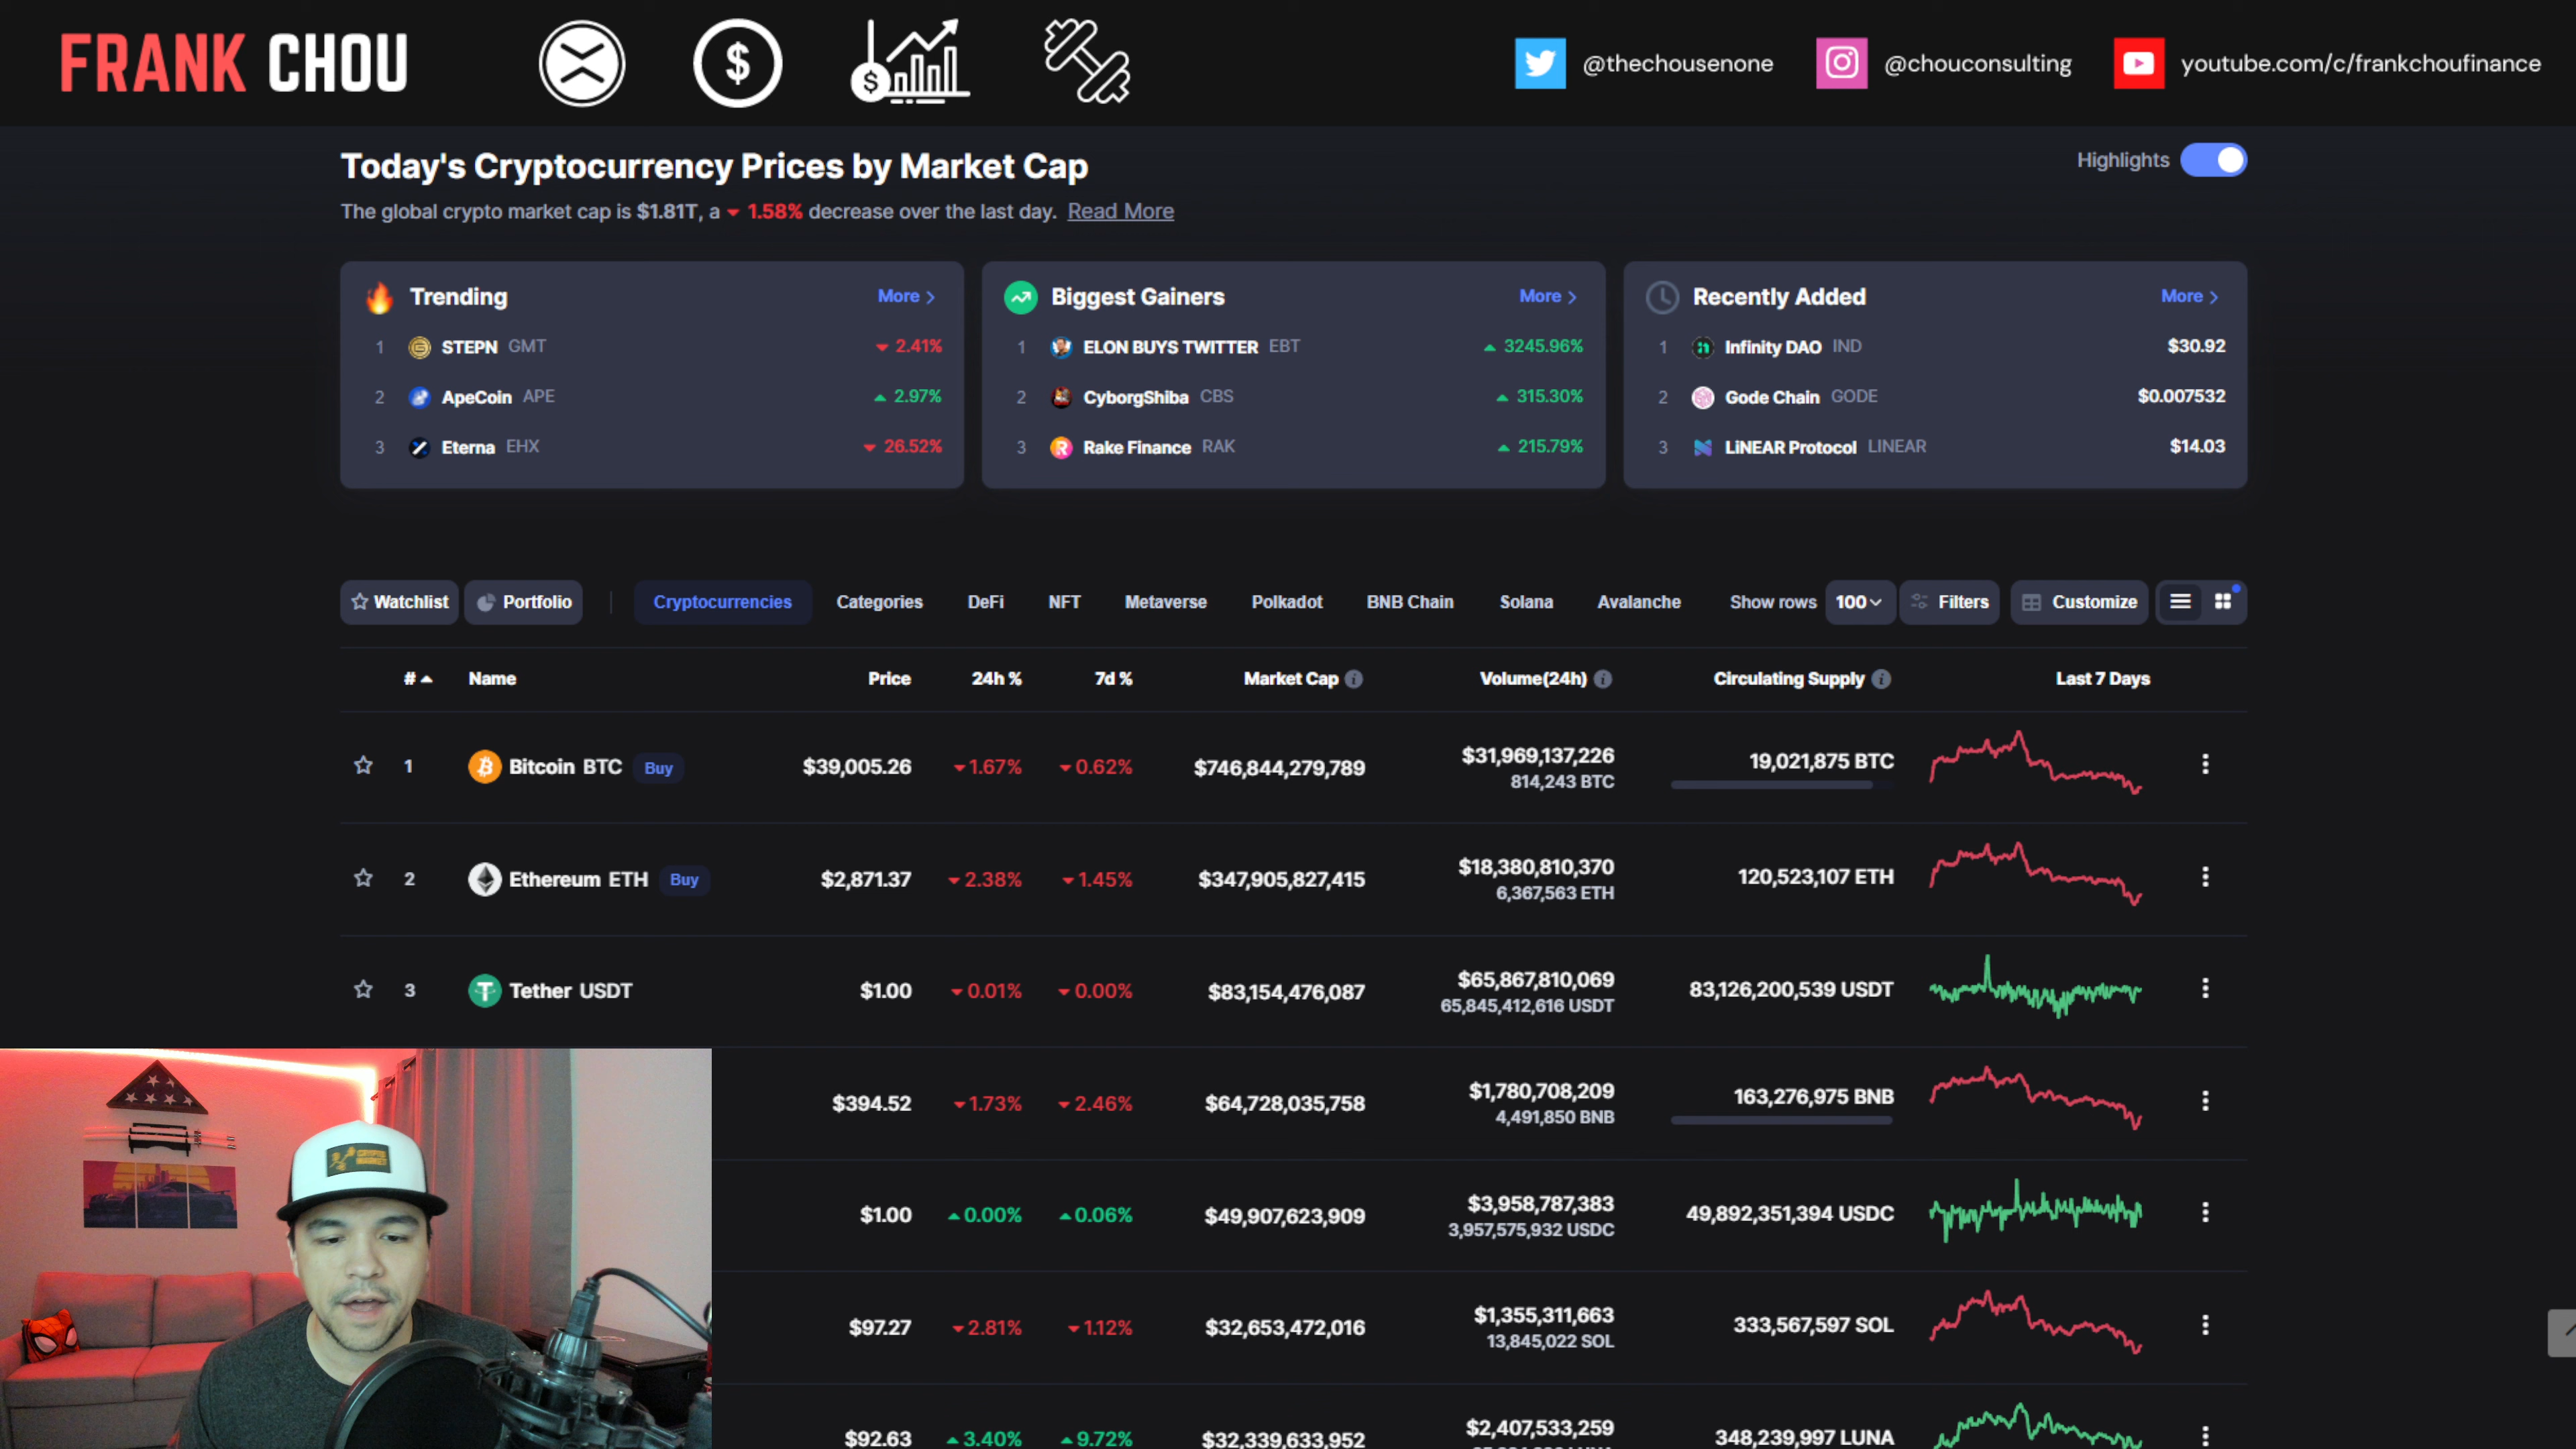 FRANK CHOU
@thechousenone
@chouconsulting
youtube.com/c/frankchoufinance
Today's Cryptocurrency Prices by Market Cap
Highlights
The global crypto market cap is $1.81T, a 1.58% decrease over the last day. Read More
Trending More
1 STEPN GMT 2.41%
2 ApeCoin APE 2.97%
3 Eterna EHX 26.52%
Biggest Gainers More
1 ELON BUYS TWITTER EBT 3245.96%
2 CyborgShiba CBS 315.30%
3 Rake Finance RAK 215.79%
Recently Added More
1 Infinity DAO IND $30.92
2 Gode Chain GODE $0.007532
3 LiNEAR Protocol LINEAR $14.03
Watchlist Portfolio Cryptocurrencies Categories DeFi NFT Metaverse Polkadot BNB Chain Solana Avalanche Show rows 100 Filters Customize
# Name Price 24h % 7d % Market Cap Volume(24h) Circulating Supply Last 7 Days
1 Bitcoin BTC Buy $39,005.26 1.67% 0.62% $746,844,279,789 $31,969,137,226 19,021,875 BTC
814,243 BTC
2 Ethereum ETH Buy $2,871.37 2.38% 1.45% $347,905,827,415 $18,380,810,370 120,523,107 ETH
6,367,563 ETH
3 Tether USDT $1.00 0.01% 0.00% $83,154,476,087 $65,867,810,069 83,126,200,539 USDT
65,845,412,616 USDT
$394.52 1.73% 2.46% $64,728,035,758 $1,780,708,209 163,276,975 BNB
4,491,850 BNB
$1.00 0.00% 0.06% $49,907,623,909 $3,958,787,383 49,892,351,394 USDC
3,957,575,932 USDC
$97.27 2.81% 1.12% $32,653,472,016 $1,355,311,663 333,567,597 SOL
13,845,022 SOL
$92.63 3.40% 9.72% $32,339,633,952 $2,407,533,259 348,239,997 LUNA
CRYPTO
MARKET